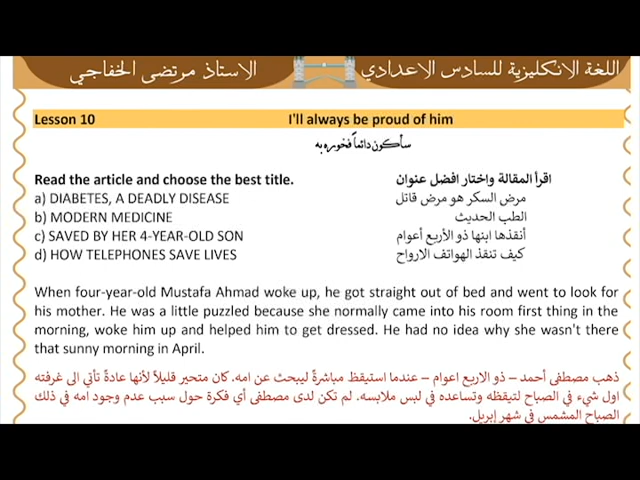 اللغة الانكليزية للسادس الاعدادي
الاستاذ مرتضى الخفاجي
Lesson 10 I'll always be proud of him
سأكون دائماً فخوره به
Read the article and choose the best title. اقرأ المقالة واختار افضل عنوان
a) DIABETES, A DEADLY DISEASE مرض السكر هو مرض قاتل
b) MODERN MEDICINE الطب الحديث
c) SAVED BY HER 4-YEAR-OLD SON أنقذها ابنها ذو الأربع أعوام
d) HOW TELEPHONES SAVE LIVES كيف تنقذ الهواتف الارواح
When four-year-old Mustafa Ahmad woke up, he got straight out of bed and went to look for
his mother. He was a little puzzled because she normally came into his room first thing in the
morning, woke him up and helped him to get dressed. He had no idea why she wasn't there
that sunny morning in April.
ذهب مصطفى أحمد – ذو الاربع اعوام – عندما استيقظ مباشرةً ليبحث عن امه. كان متحير قليلاً لأنها عادةً تأتي الى غرفته
اول شيء في الصباح لتيقظه وتساعده في لبس ملابسه. لم تكن لدى مصطفى أي فكرة حول سبب عدم وجود امه في ذلك
الصباح المشمس في شهر إبريل.